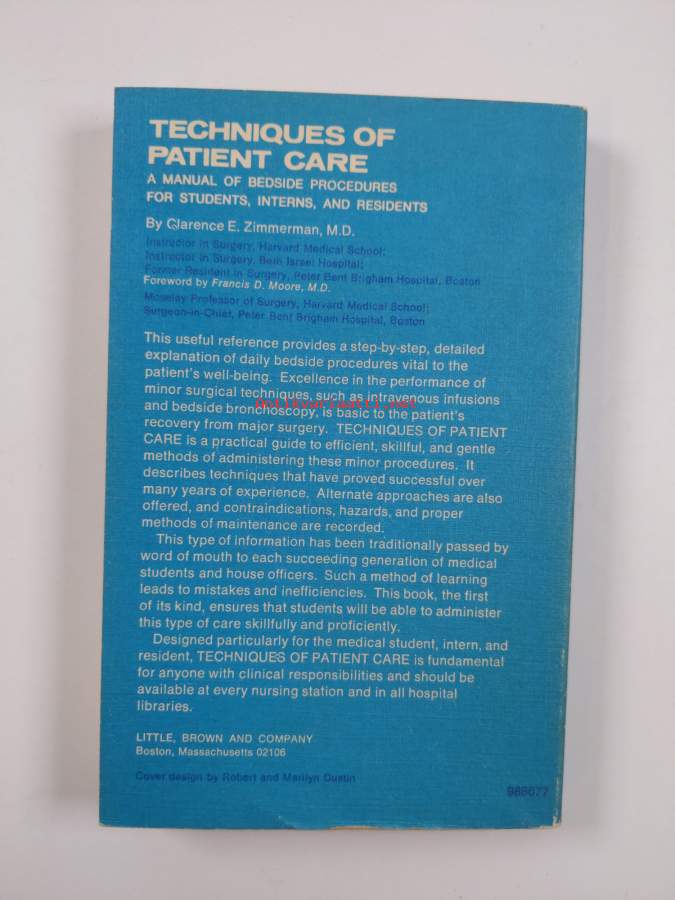 TECHNIQUES OF
PATIENT CARE
A MANUAL OF BEDSIDE PROCEDURES
FOR STUDENTS, INTERNS, AND RESIDENTS
By Clarence E. Zimmerman, M.D.
Instructor in Surgery, Harvard Medical School;
Instructor in Surgery, Beth Israel Hospital;
Former Resident in Surgery, Peter Bent Brigham Hospital, Boston
Foreword by Francis D. Moore, M.D.
Moseley Professor of Surgery, Harvard Medical School;
Surgeon-in-Chief, Peter Bent Brigham Hospital, Boston
This useful reference provides a step-by-step, detailed
explanation of daily bedside procedures vital to the
patient's well-being. Excellence in the performance of
minor surgical techniques, such as intravenous infusions
and bedside bronchoscopy, is basic to the patient's
recovery from major surgery. TECHNIQUES OF PATIENT
CARE is a practical guide to efficient, skillful, and gentle
methods of administering these minor procedures. It
describes techniques that have proved successful over
many years of experience. Alternate approaches are also
offered, and contraindications, hazards, and proper
methods of maintenance are recorded.
This type of information has been traditionally passed by
word of mouth to each succeeding generation of medical
students and house officers. Such a method of learning
leads to mistakes and inefficiencies. This book, the first
of its kind, ensures that students will be able to administer
this type of care skillfully and proficiently.
Designed particularly for the medical student, intern, and
resident, TECHNIQUES OF PATIENT CARE is fundamental
for anyone with clinical responsibilities and should be
available at every nursing station and in all hospital
libraries.
LITTLE, BROWN AND COMPANY
Boston, Massachusetts 02106
Cover design by Robert and Marilyn Dustin
988677